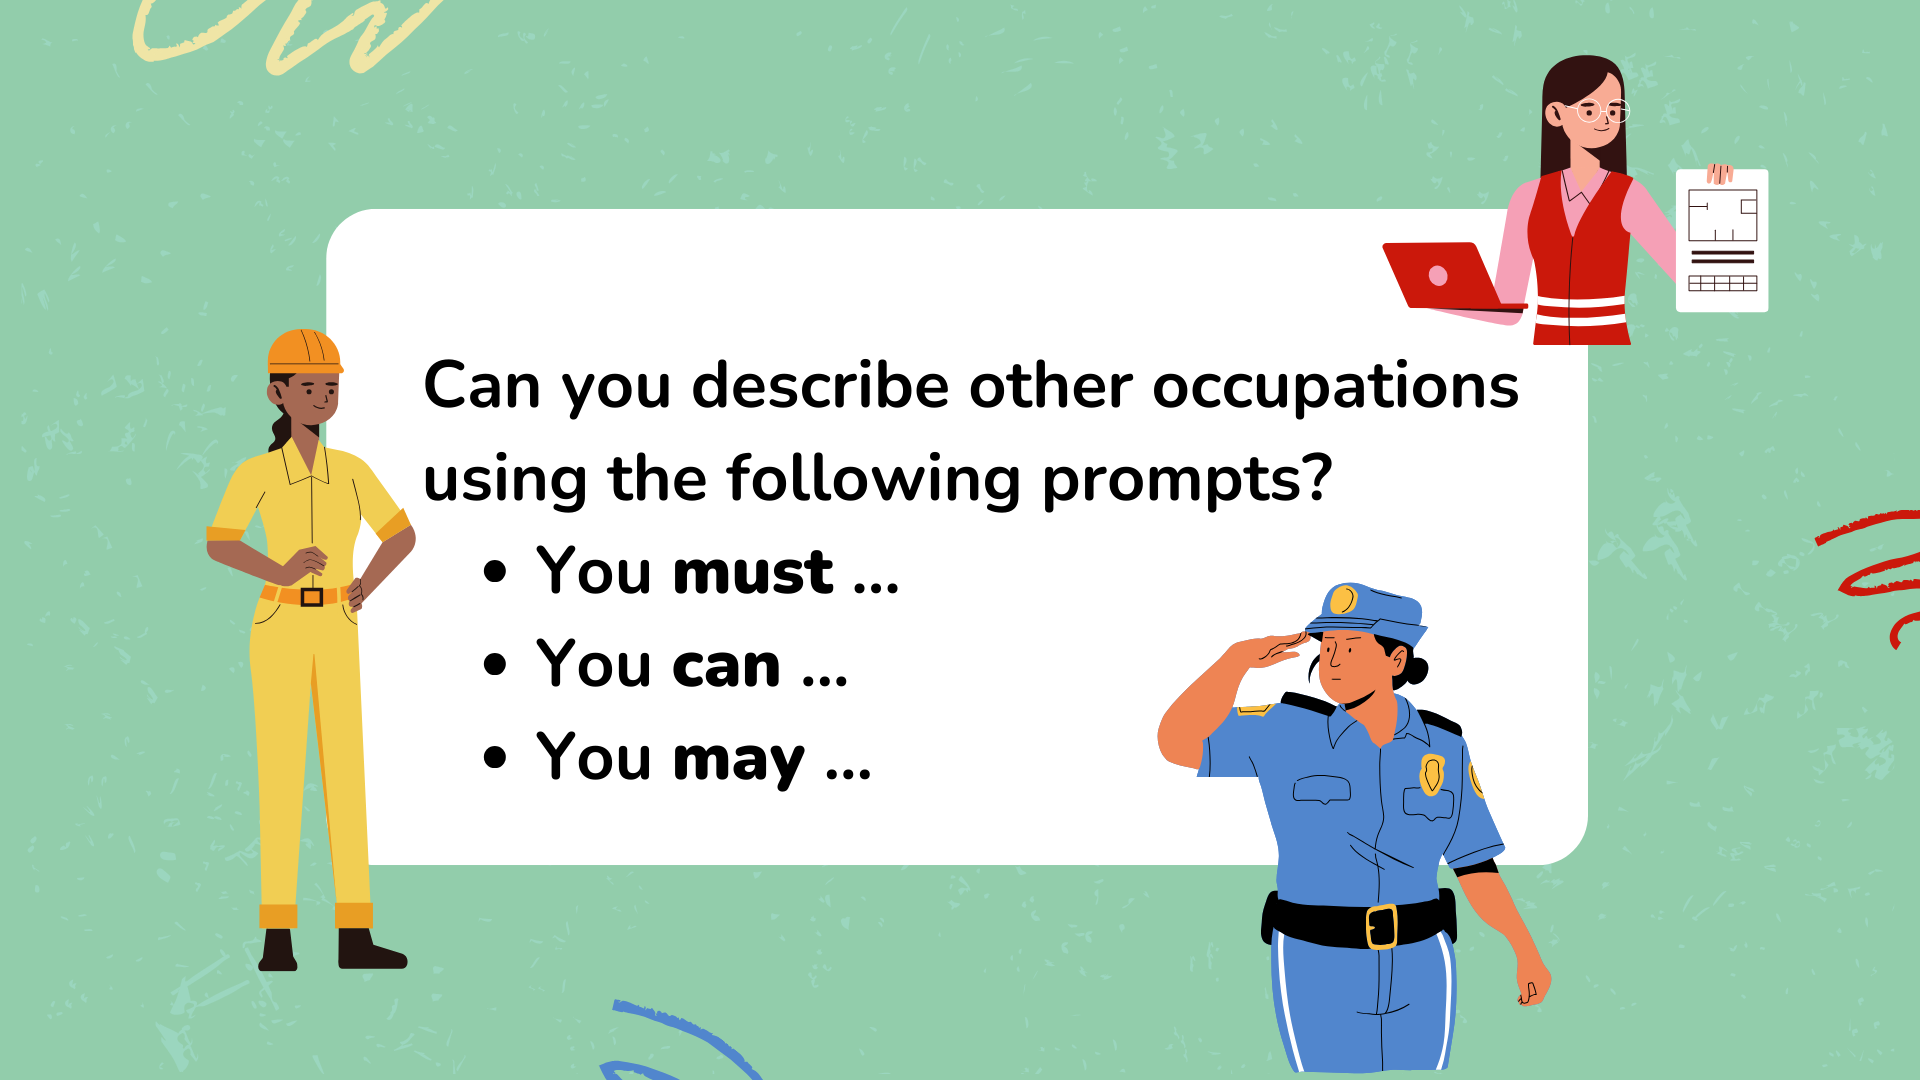 Can you describe other occupations
using the following prompts?
• You must ...
• You can ...
• You may ...